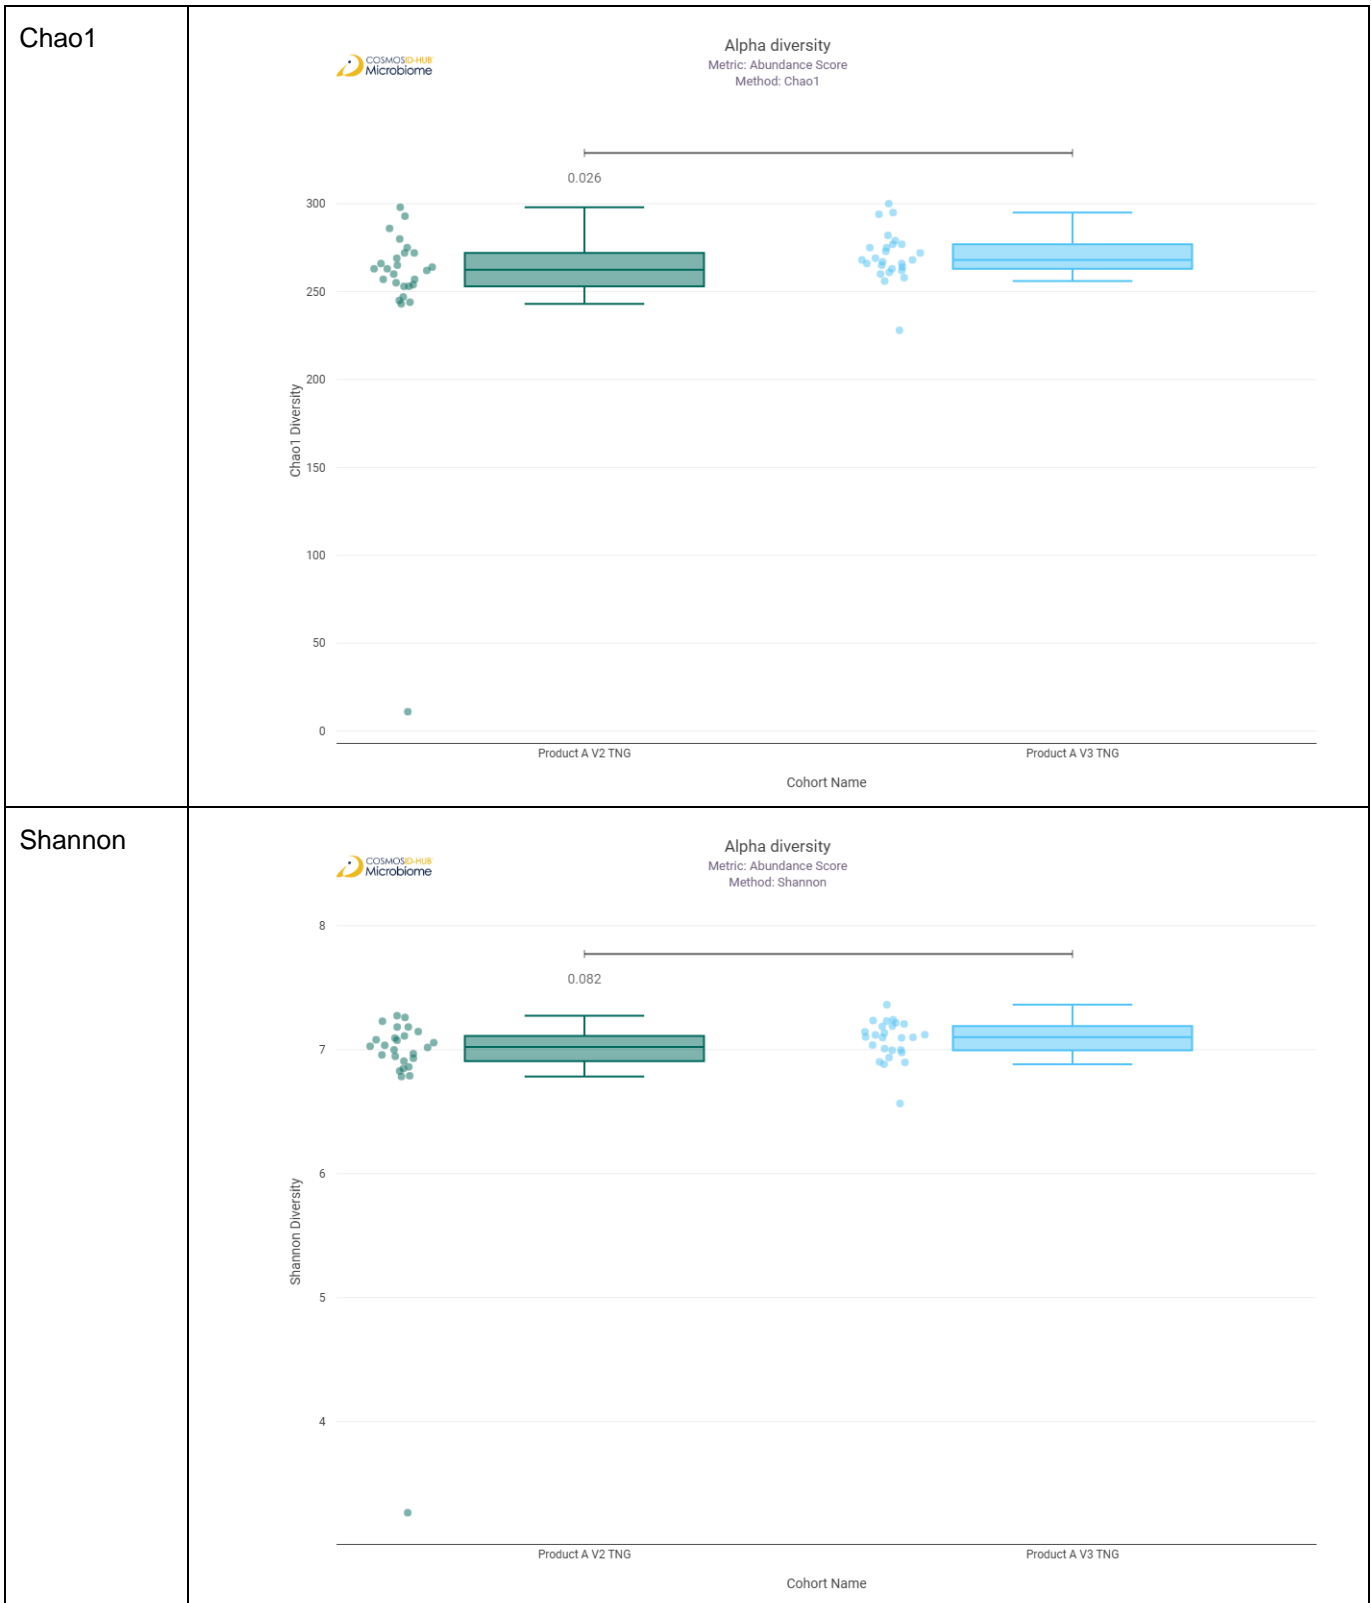 Chao1
COSMOSID-HUB
Microbiome
Alpha diversity
Metric: Abundance Score
Method: Chao1
0.026
300
250
200
150
100
50
0
Chao1 Diversity
Product A V2 TNG
Product A V3 TNG
Cohort Name
Shannon
COSMOSID-HUB
Microbiome
Alpha diversity
Metric: Abundance Score
Method: Shannon
8
0.082
7
6
5
4
Shannon Diversity
Product A V2 TNG
Product A V3 TNG
Cohort Name